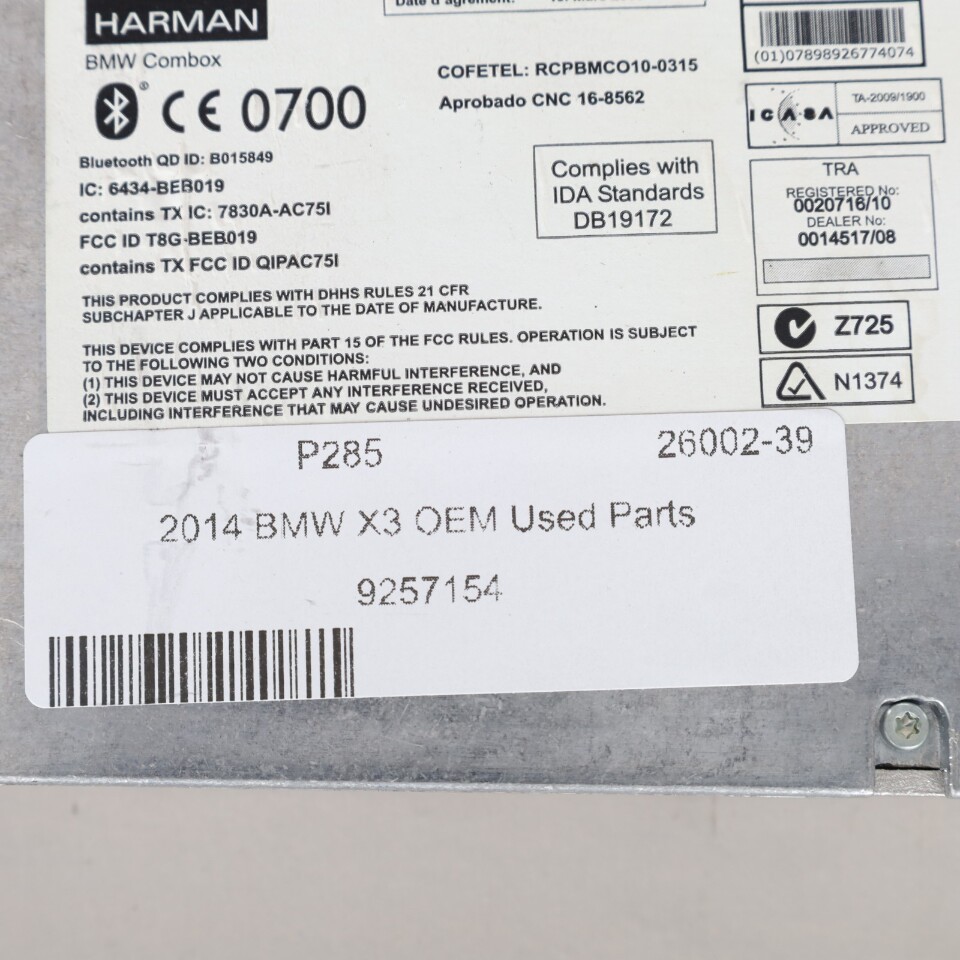 HARMAN
BMW Combox
0700
Bluetooth QD ID: B015849
IC: 6434-BEB019
contains TX IC: 7830A-AC75I
FCC ID T8G-BEB019
contains TX FCC ID QIPAC75I
Date d'agrément:
COFETEL: RCPBMCO10-0315
Aprobado CNC 16-8562
Complies with
IDA Standards
DB19172
(01)07898926774074
ICASA
TA-2009/1900
APPROVED
TRA
REGISTERED No:
0020716/10
DEALER No:
0014517/08
Z725
N1374
THIS PRODUCT COMPLIES WITH DHHS RULES 21 CFR
SUBCHAPTER J APPLICABLE TO THE DATE OF MANUFACTURE.
THIS DEVICE COMPLIES WITH PART 15 OF THE FCC RULES. OPERATION IS SUBJECT
TO THE FOLLOWING TWO CONDITIONS:
(1) THIS DEVICE MAY NOT CAUSE HARMFUL INTERFERENCE, AND
(2) THIS DEVICE MUST ACCEPT ANY INTERFERENCE RECEIVED,
INCLUDING INTERFERENCE THAT MAY CAUSE UNDESIRED OPERATION.
P285 26002-39
2014 BMW X3 OEM Used Parts
9257154